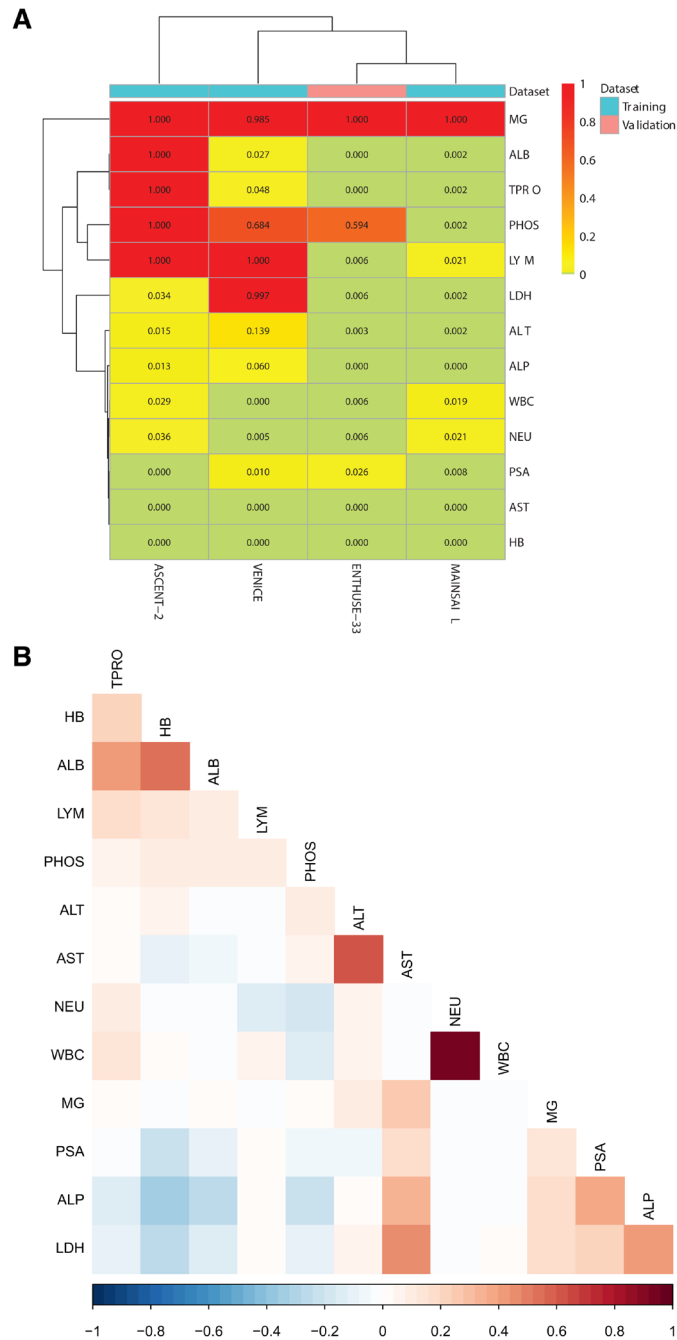 A
Dataset
1.000 0.985 1.000 1.000 MG
1.000 0.027 0.000 0.002 ALB
1.000 0.048 0.000 0.002 TPR O
1.000 0.684 0.594 0.002 PHOS
1.000 1.000 0.006 0.021 LY M
0.034 0.997 0.006 0.002 LDH
0.015 0.139 0.003 0.002 AL T
0.013 0.060 0.000 0.000 ALP
0.029 0.000 0.006 0.019 WBC
0.036 0.005 0.006 0.021 NEU
0.000 0.010 0.026 0.008 PSA
0.000 0.000 0.000 0.000 AST
0.000 0.000 0.000 0.000 HB
ASCENT−2
VENICE
ENTHUSE−33
MAINSAI L
1
0.8
0.6
0.4
0.2
0
Dataset
Training
Validation
B
TPRO
HB HB
ALB ALB
LYM LYM
PHOS PHOS
ALT ALT
AST AST
NEU NEU
WBC WBC
MG MG
PSA PSA
ALP ALP
LDH
−1 −0.8 −0.6 −0.4 −0.2 0 0.2 0.4 0.6 0.8 1